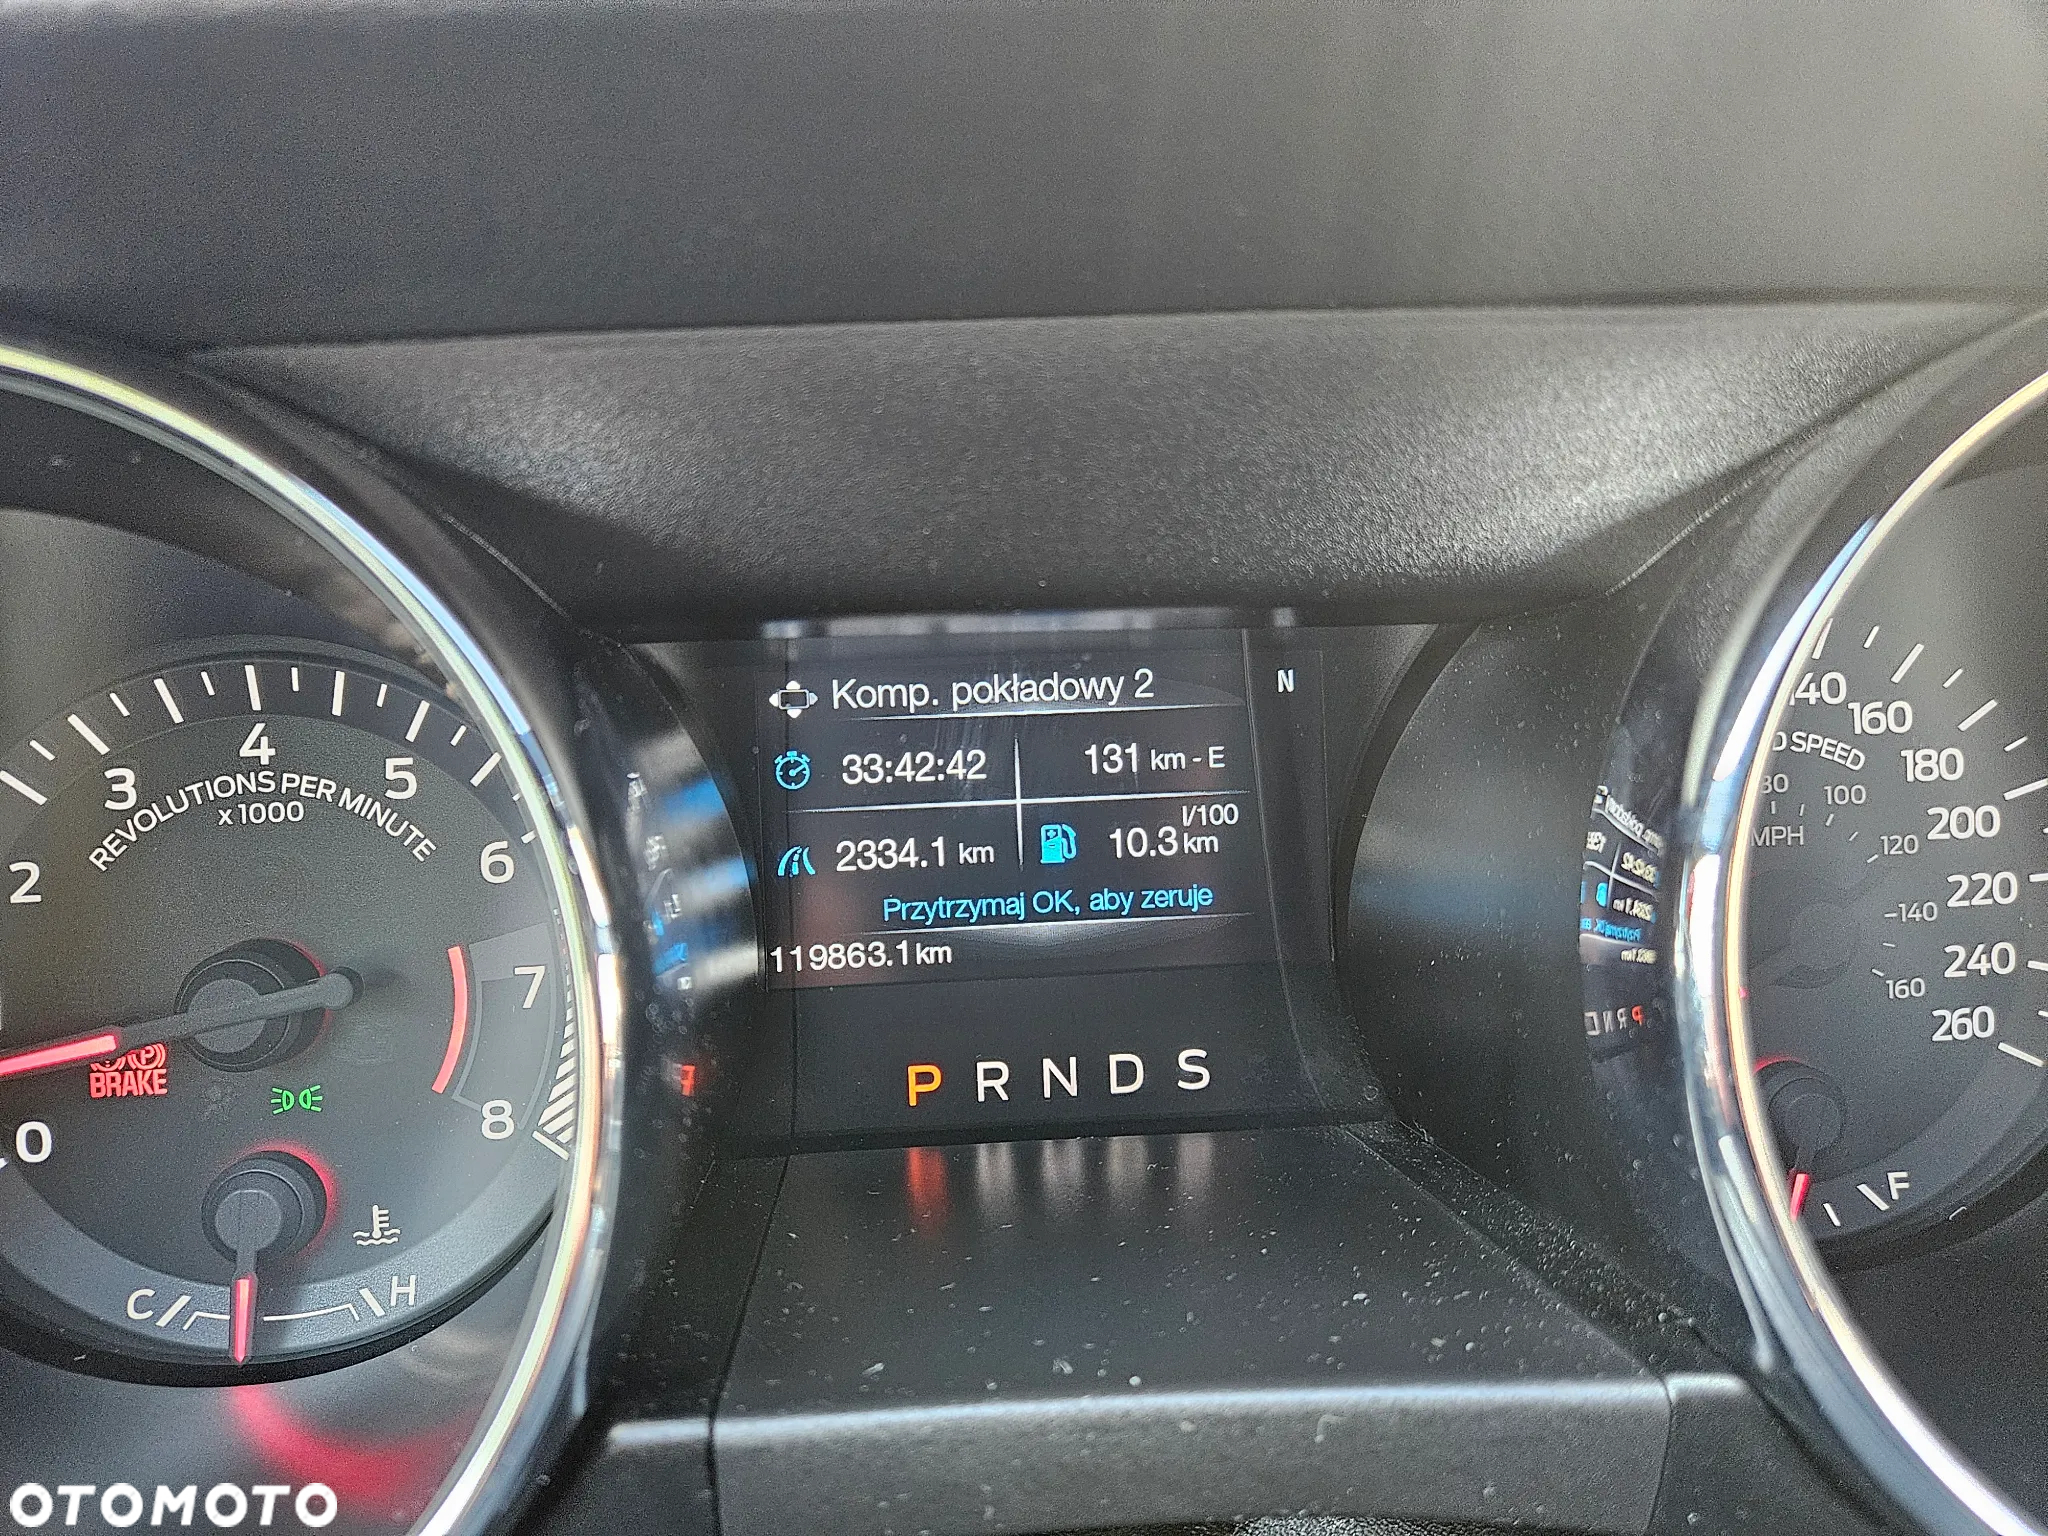 Komp. pokładowy 2
N
33:42:42
131 km - E
2334.1 km
10.3 l/100 km
Przytrzymaj OK, aby zeruje
119863.1 km
P R N D S
0
2
3
4
5
6
7
8
REVOLUTIONS PER MINUTE
x 1000
BRAKE
C
H
160
180
200
220
240
260
SPEED
MPH
100
120
140
160
F
OTOMOTO